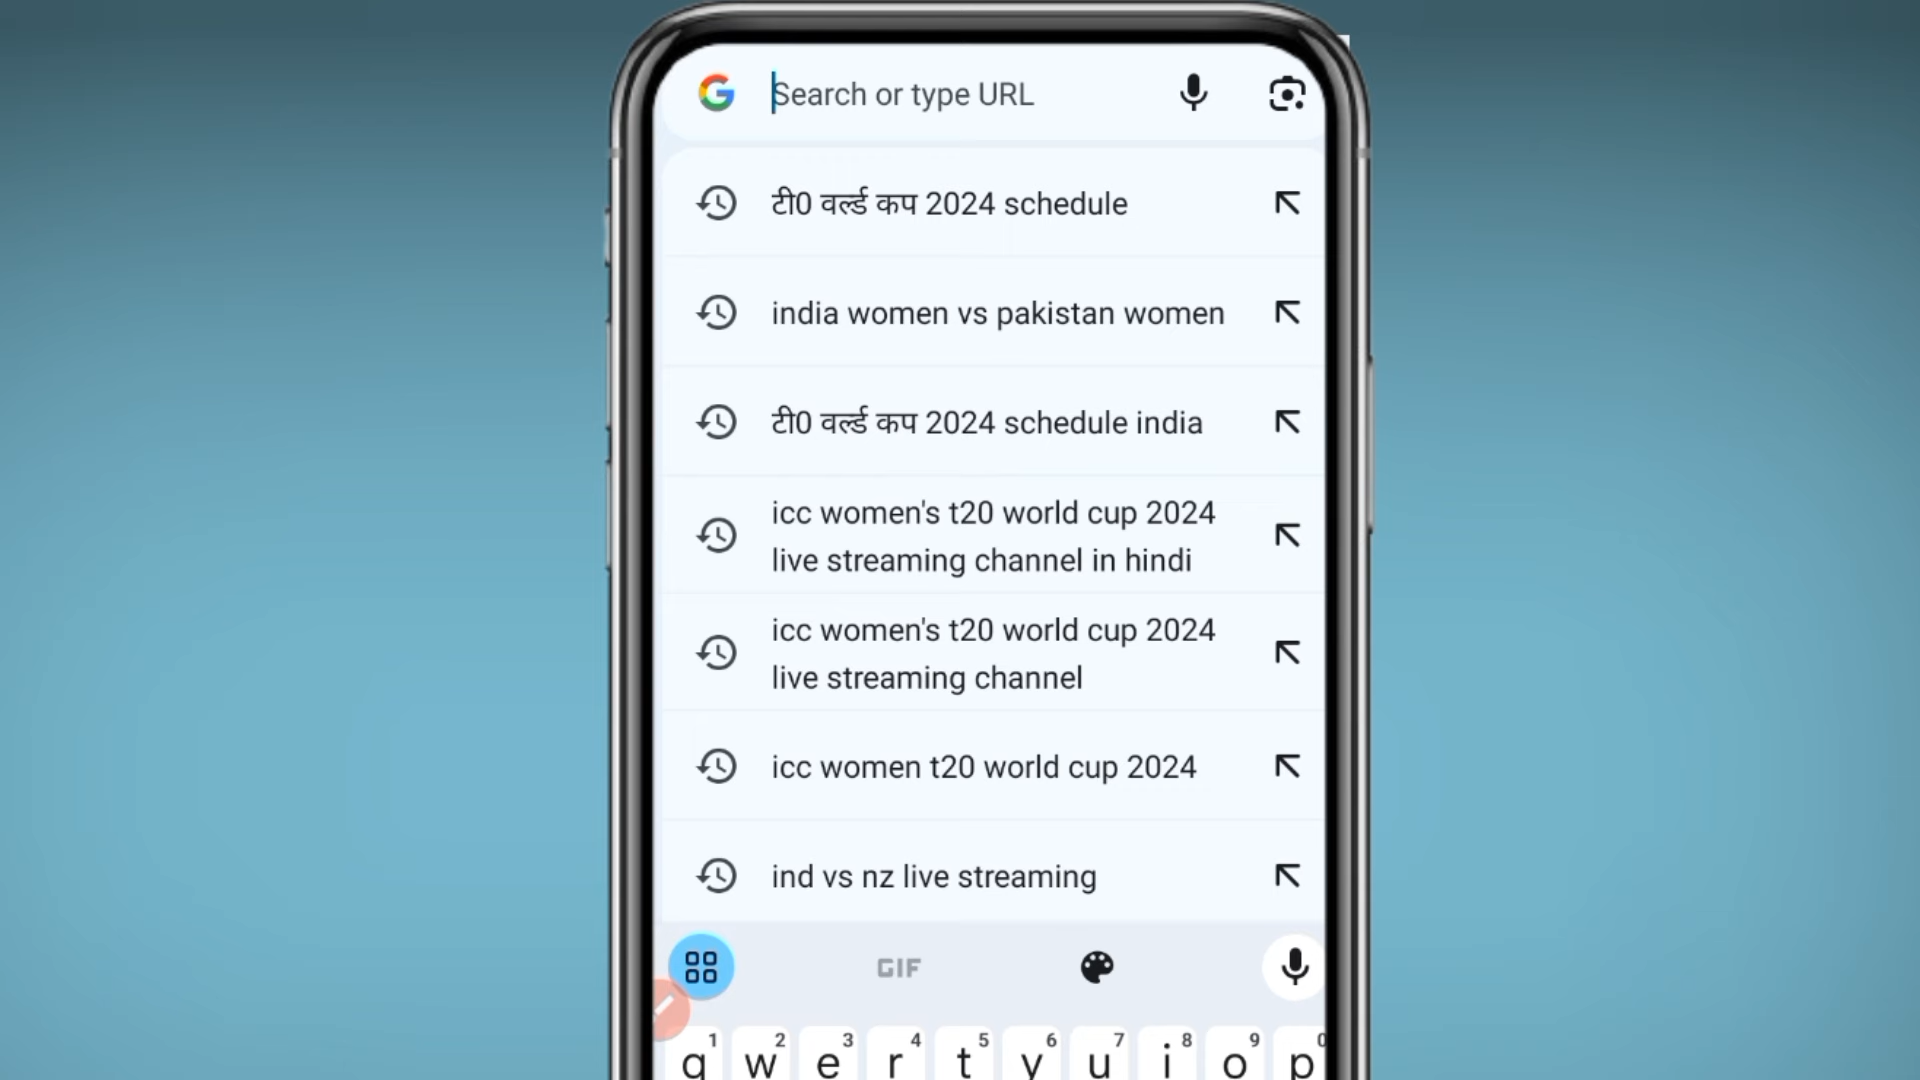 Search or type URL
टी0 वर्ल्ड कप 2024 schedule
india women vs pakistan women
टी0 वर्ल्ड कप 2024 schedule india
icc women's t20 world cup 2024
live streaming channel in hindi
icc women's t20 world cup 2024
live streaming channel
icc women t20 world cup 2024
ind vs nz live streaming
GIF
1 2 3 4 5 6 7 8 9 0
q w e r t y u i o p